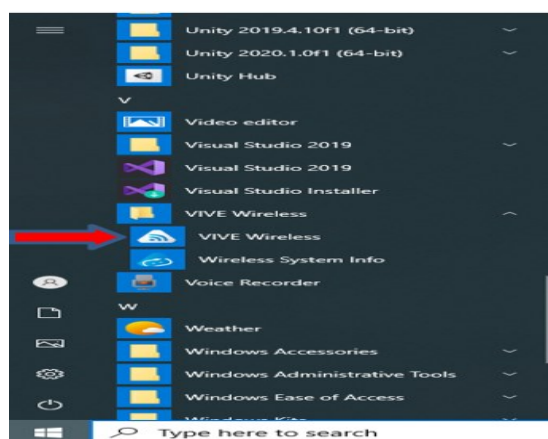 Unity 2019.4.10f1 (64-bit)
Unity 2020.1.0f1 (64-bit)
Unity Hub
V
Video editor
Visual Studio 2019
Visual Studio 2019
Visual Studio Installer
VIVE Wireless
VIVE Wireless
Wireless System Info
Voice Recorder
W
Weather
Windows Accessories
Windows Administrative Tools
Windows Ease of Access
Windows Kits
Type here to search